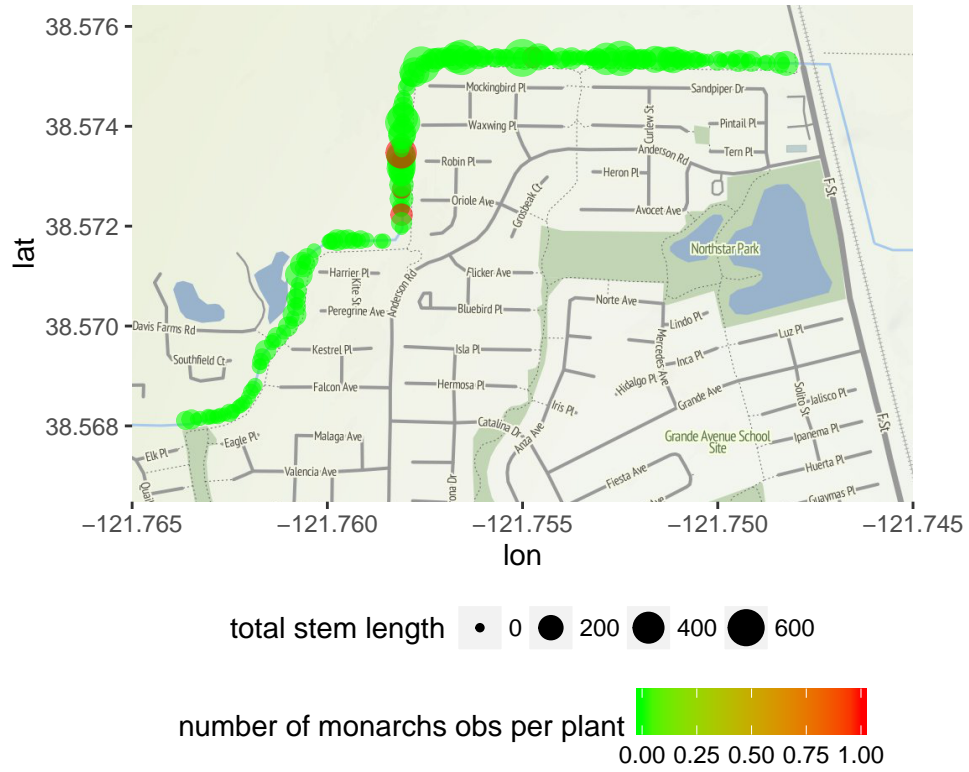 38.576
38.574
38.572
38.570
38.568
lat
Mockingbird Pl
Sandpiper Dr
Waxwing Pl
Curlew St
Pintail Pl
Anderson Rd
Tern Pl
Robin Pl
Heron Pl
F St
Oriole Ave
Grosbeak Ct
Avocet Ave
Northstar Park
Harrier Pl
Kite St
Anderson Rd
Flicker Ave
Peregrine Ave
Bluebird Pl
Norte Ave
Davis Farms Rd
Lindo Pl
Luz Pl
Kestrel Pl
Isla Pl
Mercedes Ave
Inca Pl
Southfield Ct
Falcon Ave
Hermosa Pl
Hidalgo Pl
Grande Ave
Solito St
Jalisco Pl
Iris Pl
Catalina Dr
Anza Ave
F St
Eagle Pl
Malaga Ave
Grande Avenue School
Site
Ipanema Pl
Elk Pl
Valencia Ave
Fiesta Ave
Huerta Pl
Quai
ona Dr
Ave
Guaymas Pl
−121.765
−121.760
−121.755
−121.750
−121.745
lon
total stem length 0 200 400 600
number of monarchs obs per plant
0.00 0.25 0.50 0.75 1.00